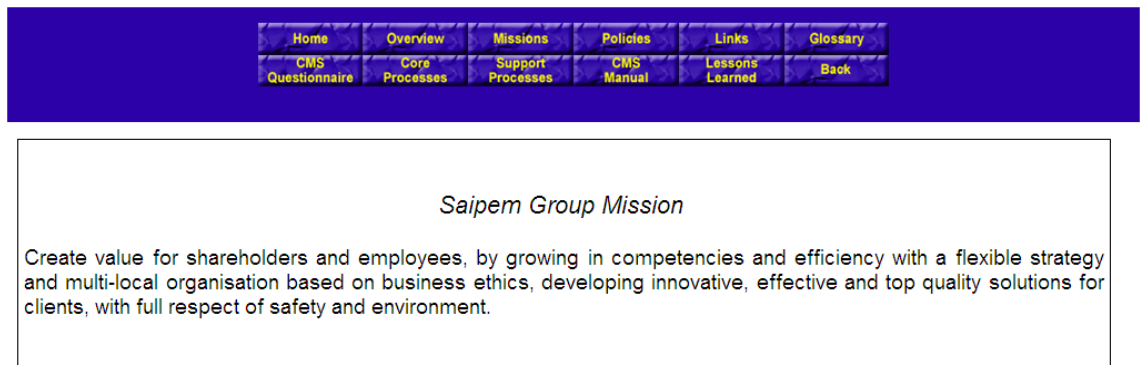 Home Overview Missions Policies Links Glossary
CMS Questionnaire Core Processes Support Processes CMS Manual Lessons Learned Back
Saipem Group Mission
Create value for shareholders and employees, by growing in competencies and efficiency with a flexible strategy
and multi-local organisation based on business ethics, developing innovative, effective and top quality solutions for
clients, with full respect of safety and environment.